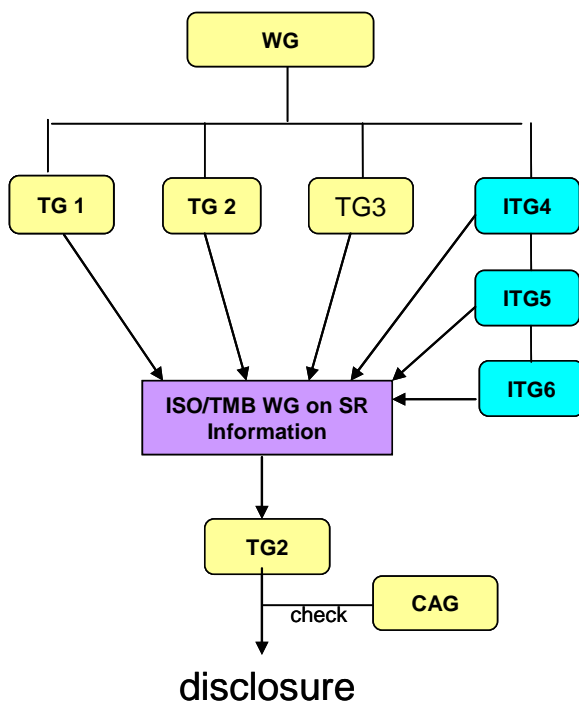 WG
TG 1
TG 2
TG3
ITG4
ITG5
ITG6
ISO/TMB WG on SR
Information
TG2
CAG
check
disclosure